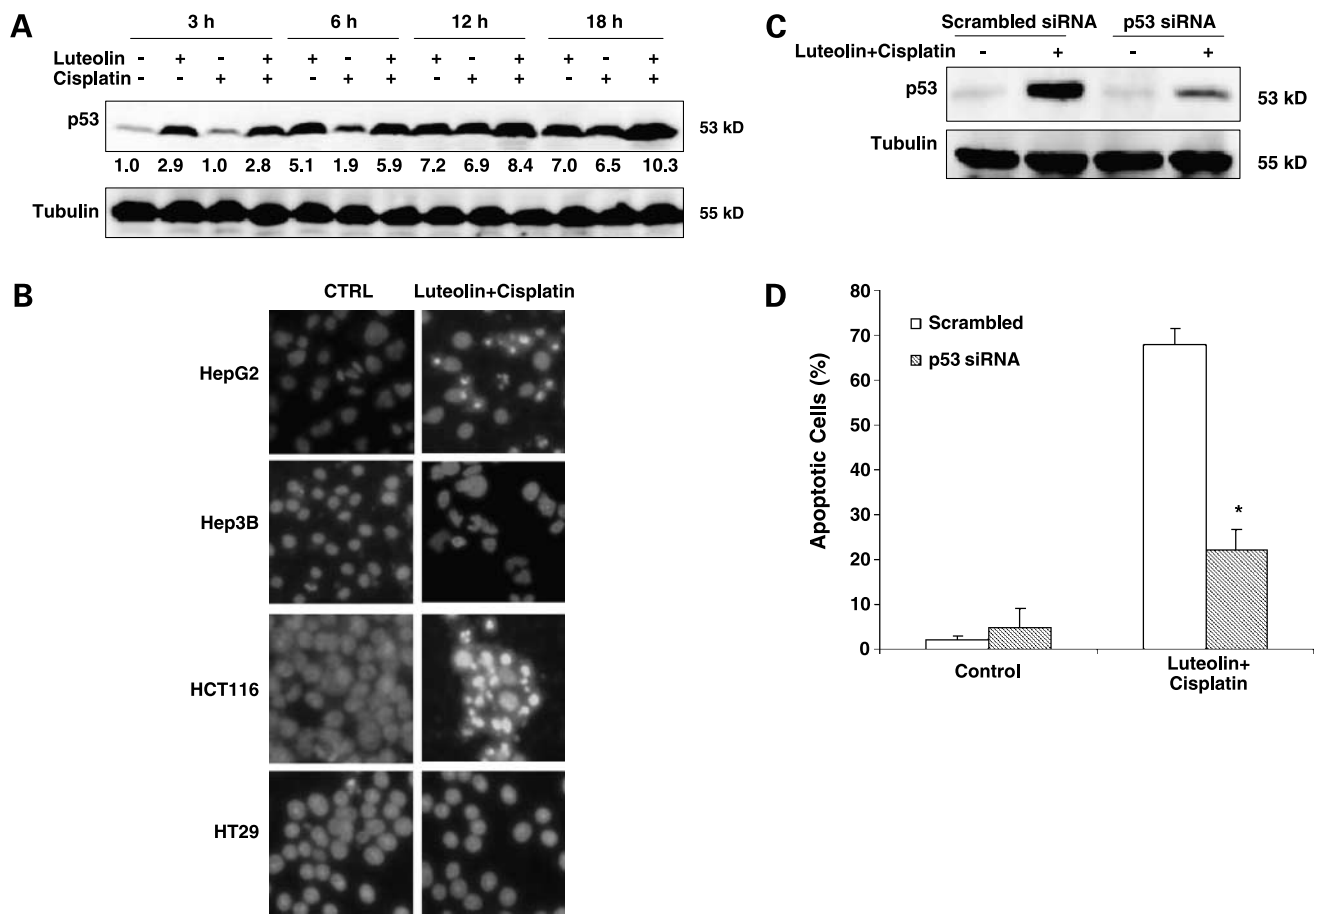 A
3 h 6 h 12 h 18 h
Luteolin - + - + + - + + - + + - +
Cisplatin - - + + - + + - + + - + +
p53 53 kD
1.0 2.9 1.0 2.8 5.1 1.9 5.9 7.2 6.9 8.4 7.0 6.5 10.3
Tubulin 55 kD
B
CTRL Luteolin+Cisplatin
HepG2
Hep3B
HCT116
HT29
C
Scrambled siRNA p53 siRNA
Luteolin+Cisplatin - + - +
p53 53 kD
Tubulin 55 kD
D
Apoptotic Cells (%)
80
70
60
50
40
30
20
10
0
Scrambled
p53 siRNA
*
Control Luteolin+
Cisplatin